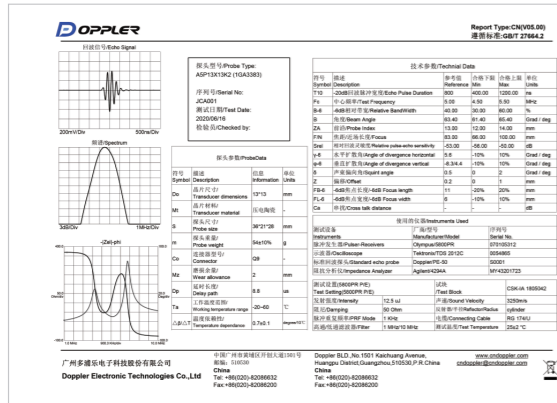 DOPPLER
Report Type:CN(V05.00)
遵循标准:GB/T 27664.2
回波信号/Echo Signal
200mV/Div 500ns/Div
频谱/Spectrum
3dB/Div 1MHz/Div
-(Zel)-phi
探头型号/Probe Type:
A5P13X13K2 (1GA3383)
序列号/Serial No:
JCA001
测试日期/Test Date:
2020/06/16
检验员/Checked by:
探头参数/ProbeData
符号 描述 信息 单位
Symbol Description Information Units
Da 晶片尺寸/ Transducer dimensions 13*13 mm
Mt 晶片材料/ Transducer material 压电陶瓷 -
S 探头尺寸/ Probe size 36*21*26 mm
m 探头重量/ Probe weight 54±10% g
Co 连接器型号/ Connector Q9 -
Mz 磨损余量/ Wear allowance 2 mm
Dp 延时长度/ Delay path 8.8 us
Ta 工作温度范围/ Working temperature range -20~60 ℃
温度依赖性/ Temperature dependance 0.7±0.1
技术参数/Technial Data
符号 描述 参考值 合格下限 合格上限 单位
Symbol Description Reference Min Max Units
T10 -20dB回波脉冲宽度/Echo Pulse Duration 800 400.00 1200.00 ns
Fc 中心频率/Test Frequency 5.00 4.50 5.50 MHz
B-6 -6dB相对带宽/Relative BandWidth 40.00 30.00 80.00 %
B 角度/Beam Angle 63.40 61.40 65.40 Grad / deg
ZA 前沿/Probe Index 13.00 12.00 14.00 mm
F/N 焦距/近场长度/Focus 83.00 66.00 100.00 mm
Srel 相对回波灵敏度/Relative pulse-echo sensitivity -53.00 -56.00 -50.00 dB
γ-6 水平扩散角/Angle of divergence horizontal 5.8 -10% 10% Grad / deg
φ-6 垂直扩散角/Angle of divergence vertical -8.3/4.4 -10% 10% Grad / deg
δ 声束偏向角/Squint angle 0.5 0 2 Grad / deg
Z 偏移/Offset 0.2 0 1 mm
FB-6 -6dB焦点长度/-6dB Focus length 11 -20% 20% mm
FL-6 -6dB焦点宽度/-6dB Focus width 6 -10% 10% mm
Ca 串扰/Cross talk distance - - - dB
使用的仪器/Instruments Used
测试设备 厂商/型号 序列号
Instruments Manufacturer/Model Serial No.
脉冲发生器/Pulser-Receivers Olympus/5800PR 070105312
示波器/Oscilloscope Tektronix/TDS 2012C 0054865
标准回波探头/Standard echo probe Doppler/PE-50 S0001
阻抗分析仪/Impedance Analyzer Agilent/4294A MY43201723
测试设置(5800PR E/E) 试块
Test Setting(5800PR P/E) /Test Block CSK-IA 1805042
发射强度/Intensity 12.5 uJ 声速/Sound Velocity 3250m/s
阻尼/Damping 50 Ohm 反射器/半径/Reflector/Radius cylinder
脉冲重复频率/PRF Mode 1 KHz 电缆/Connecting Cable RG 174/U
高通/低通滤波器/Filter 1 MHz/10 MHz 测试温度/Test Temperature 25±2 ℃
广州多浦乐电子科技股份有限公司
Doppler Electronic Technologies Co.,Ltd
中国广州市黄埔区开创大道1501号
邮编: 510530
China
Tel: +86(020)-82086632
Fax:+86(020)-82086200
Doppler BLD.,No.1501 Kaichuang Avenue,
Huangpu District,Guangzhou,510530,P.R.China
China
Tel: +86(020)-82086632
Fax:+86(020)-82086200
www.cndoppler.com
cndoppler@cndoppler.com